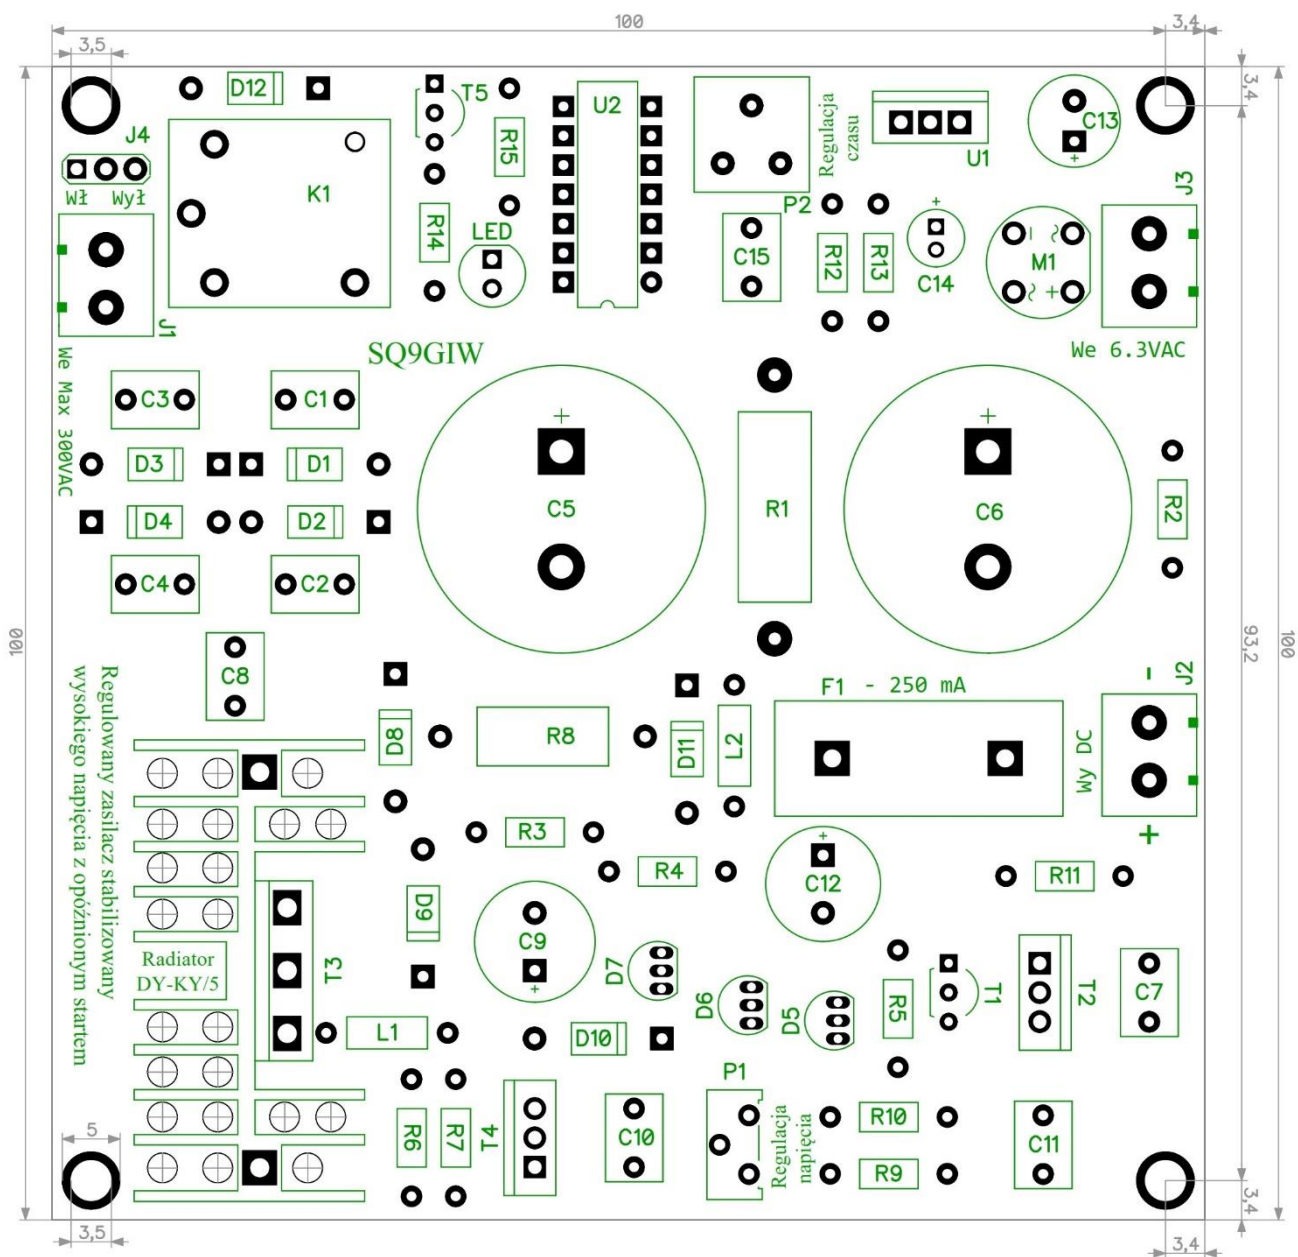 100
3,5
3,4
D12
T5
U2
Regulacja
czasu
U1
C13
+
3,4
J4
R15
K1
Wł
Wył
J3
P2
R14
LED
C15
R12
R13
+
C14
− ~
M1
~ +
J1
SQ9GIW
We 6.3VAC
We Max 300VAC
C3
C1
+
+
D3
D1
C5
R1
C6
R2
D4
D2
C4
C2
100
93,2
100
C8
F1 - 250 mA
-
J2
Regulowany zasilacz stabilizowany
wysokiego napięcia z opóźnionym startem
D8
R8
D11
L2
Wy DC
R3
+
+
R4
C12
R11
D9
C9
+
D7
Radiator
DY-KY/5
T3
D6
D5
R5
T1
T2
C7
L1
D10
P1
R6
R7
T4
C10
Regulacja
napięcia
R10
C11
R9
5
3,5
3,4
3,4